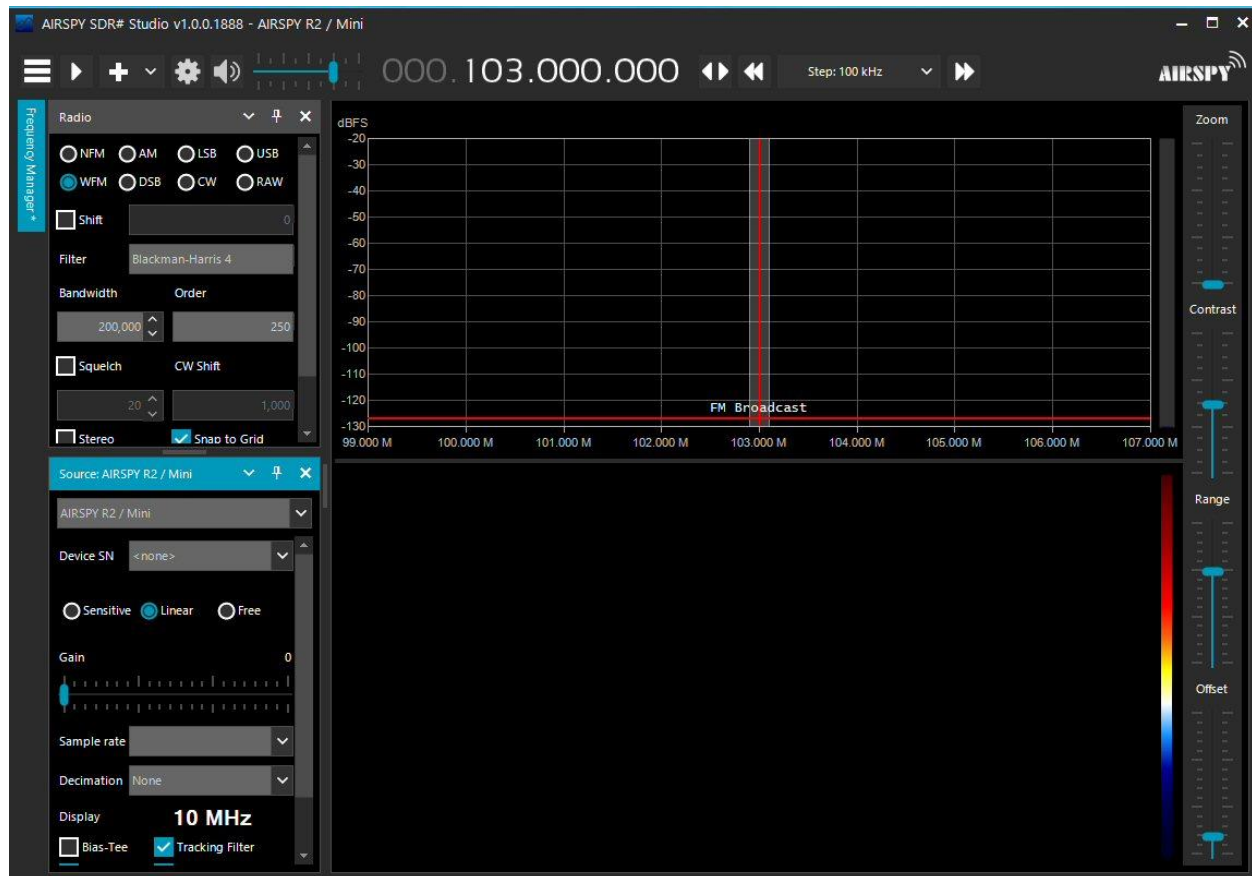 AIRSPY SDR# Studio v1.0.0.1888 - AIRSPY R2 / Mini
000.103.000.000
Step: 100 kHz
AIRSPY
Frequency Manager *
Radio
NFM AM LSB USB
WFM DSB CW RAW
Shift 0
Filter Blackman-Harris 4
Bandwidth Order
200,000 250
Squelch CW Shift
20 1,000
Stereo Snap to Grid
Source: AIRSPY R2 / Mini
AIRSPY R2 / Mini
Device SN <none>
Sensitive Linear Free
Gain 0
Sample rate
Decimation None
Display 10 MHz
Bias-Tee Tracking Filter
dBFS
-20
-30
-40
-50
-60
-70
-80
-90
-100
-110
-120
-130
FM Broadcast
99.000 M 100.000 M 101.000 M 102.000 M 103.000 M 104.000 M 105.000 M 106.000 M 107.000 M
Zoom
Contrast
Range
Offset